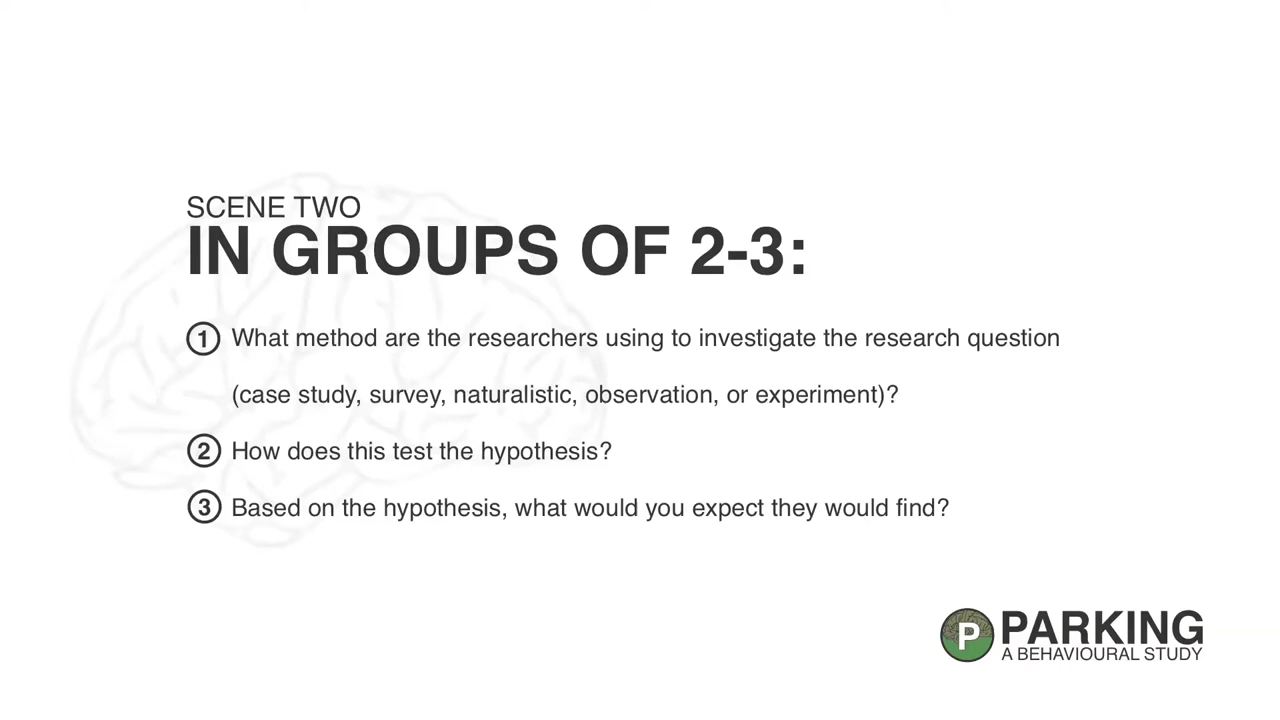 SCENE TWO
IN GROUPS OF 2-3:
1 What method are the researchers using to investigate the research question
(case study, survey, naturalistic, observation, or experiment)?
2 How does this test the hypothesis?
3 Based on the hypothesis, what would you expect they would find?
P PARKING
A BEHAVIOURAL STUDY